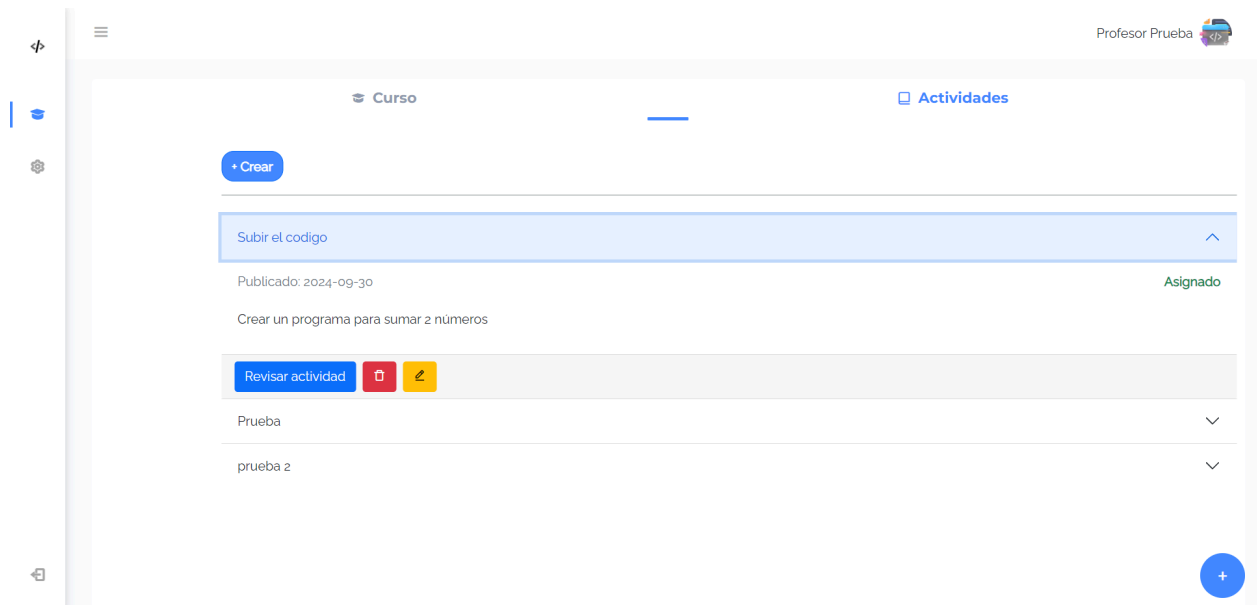 Profesor Prueba
Curso
Actividades
+ Crear
Subir el codigo
Publicado: 2024-09-30
Asignado
Crear un programa para sumar 2 números
Revisar actividad
Prueba
prueba 2
+